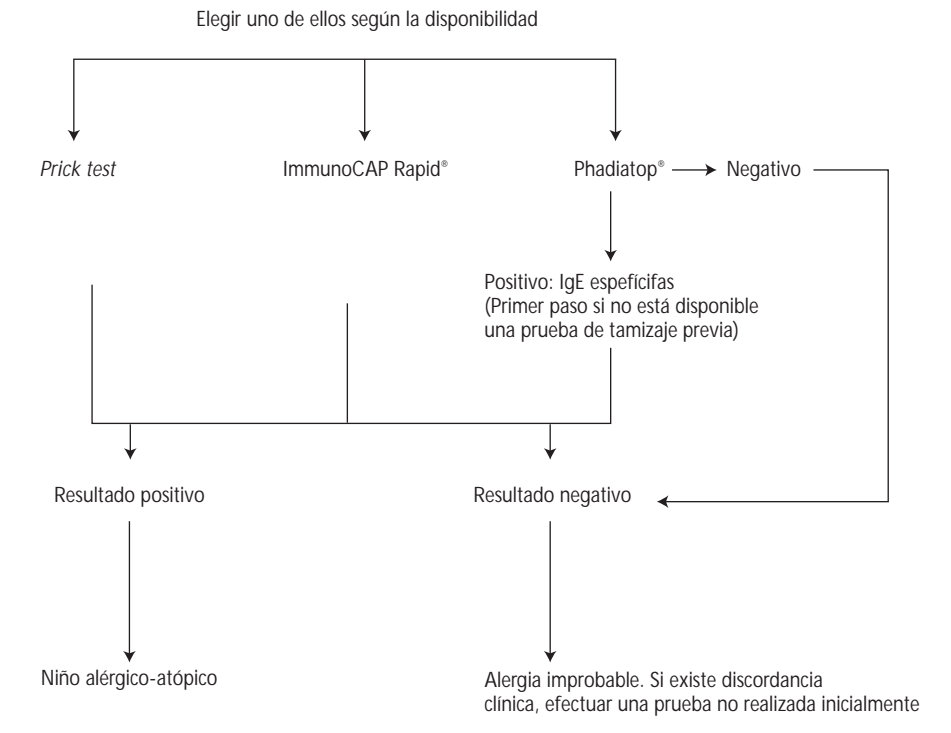 Elegir uno de ellos según la disponibilidad
Prick test
ImmunoCAP Rapid®
Phadiatop®
Negativo
Positivo: IgE espefícifas
(Primer paso si no está disponible
una prueba de tamizaje previa)
Resultado positivo
Resultado negativo
Niño alérgico-atópico
Alergia improbable. Si existe discordancia
clínica, efectuar una prueba no realizada inicialmente